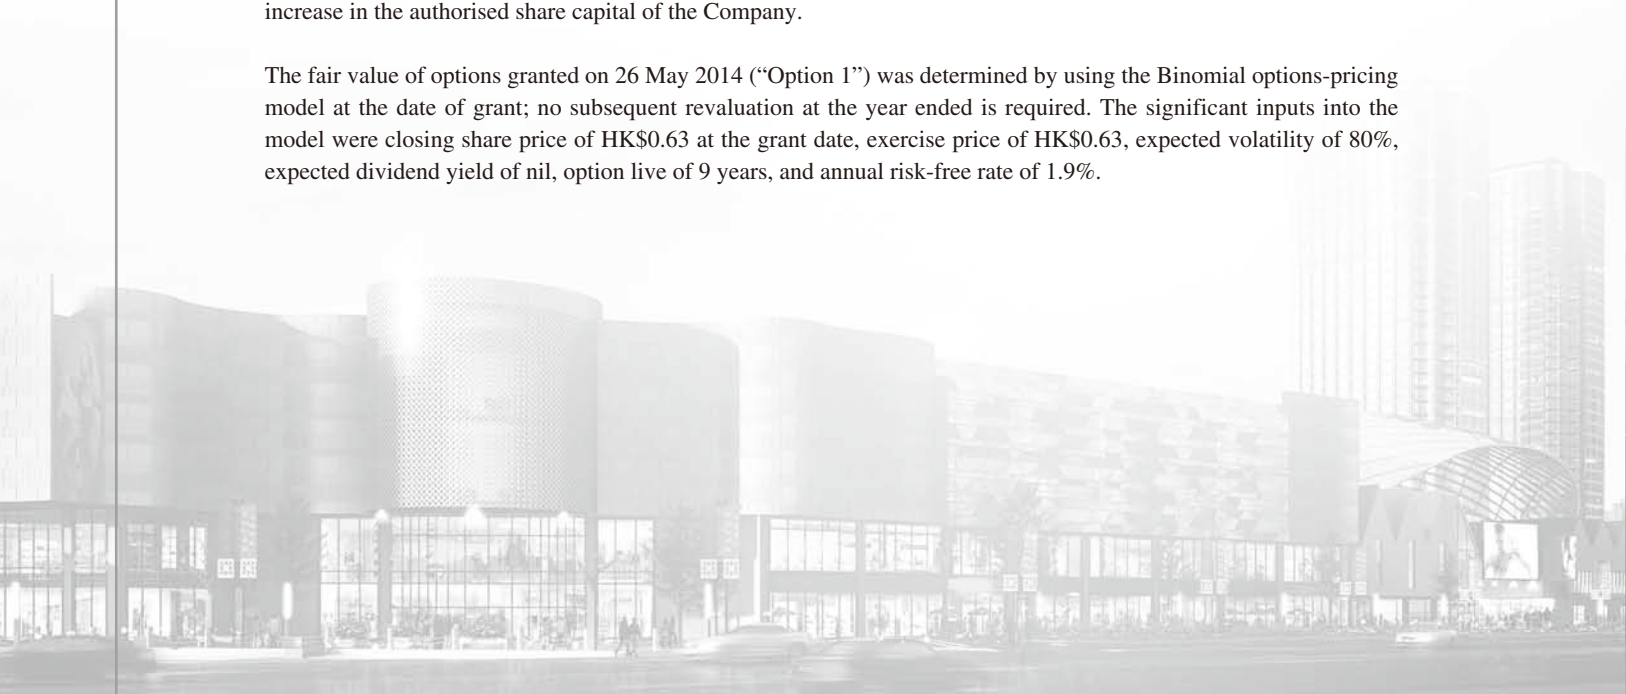 increase in the authorised share capital of the Company.
The fair value of options granted on 26 May 2014 (“Option 1”) was determined by using the Binomial options-pricing
model at the date of grant; no subsequent revaluation at the year ended is required. The significant inputs into the
model were closing share price of HK$0.63 at the grant date, exercise price of HK$0.63, expected volatility of 80%,
expected dividend yield of nil, option live of 9 years, and annual risk-free rate of 1.9%.